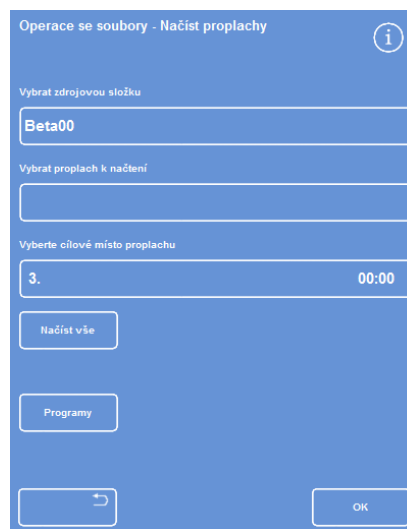 Operace se soubory - Načíst proplachy
Vybrat zdrojovou složku
Beta00
Vybrat proplach k načtení
Vyberte cílové místo proplachu
3. 00:00
Načíst vše
Programy
OK